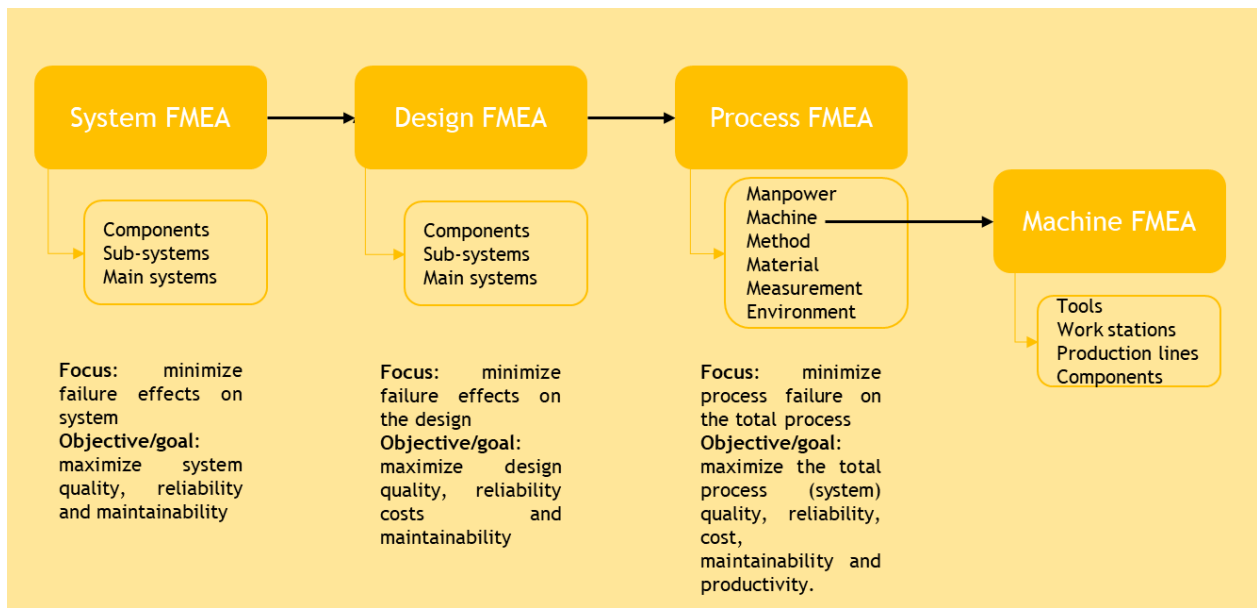 System FMEA
Design FMEA
Process FMEA
Machine FMEA
Components
Sub-systems
Main systems
Components
Sub-systems
Main systems
Manpower
Machine
Method
Material
Measurement
Environment
Tools
Work stations
Production lines
Components
Focus: minimize
failure effects on
system
Objective/goal:
maximize system
quality, reliability
and maintainability
Focus: minimize
failure effects on
the design
Objective/goal:
maximize design
quality, reliability
costs and
maintainability
Focus: minimize
process failure on
the total process
Objective/goal:
maximize the total
process (system)
quality, reliability,
cost,
maintainability and
productivity.